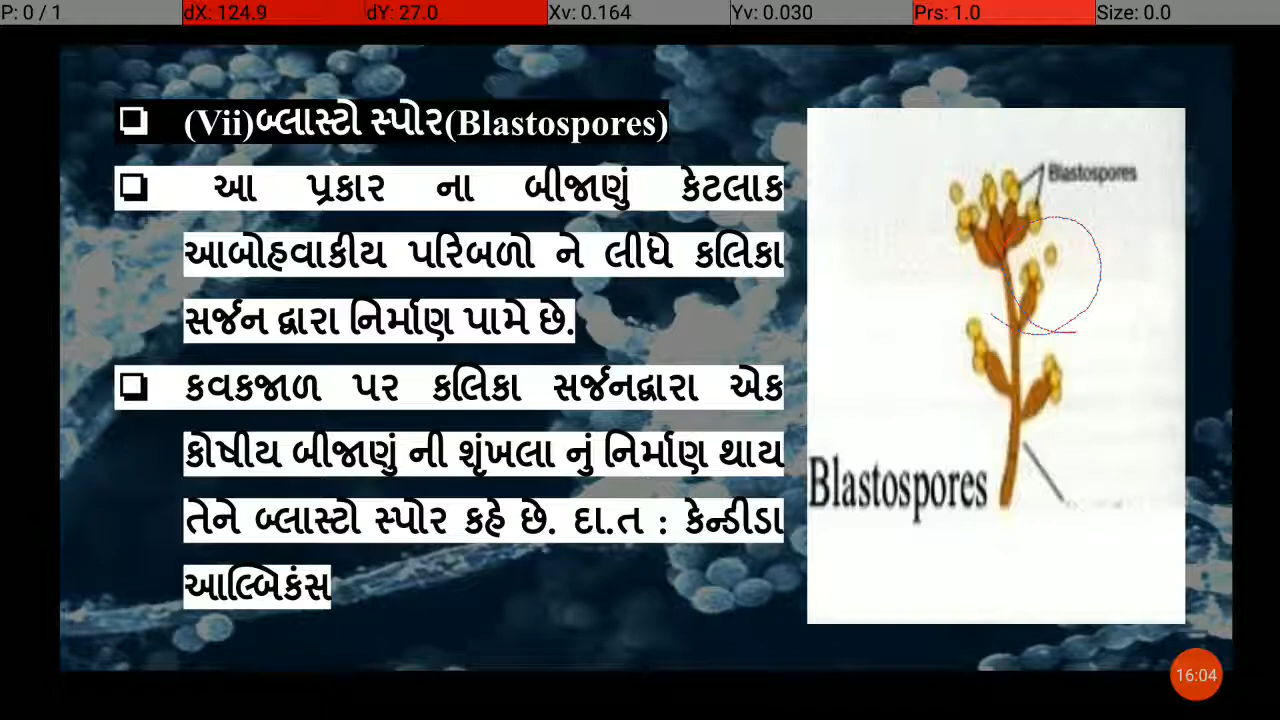 P: 0 / 1 dX: 124.9 dY: 27.0 Xv: 0.164 Yv: 0.030 Prs: 1.0 Size: 0.0
❑ (Vii)બ્લાસ્ટો સ્પોર(Blastospores)
❑ આ પ્રકાર ના બીજાણું કેટલાક
આબોહવાકીય પરિબળો ને લીધે કલિકા
સર્જન દ્વારા નિર્માણ પામે છે.
❑ કવકજાળ પર કલિકા સર્જનદ્વારા એક
કોષીય બીજાણું ની શૃંખલા નું નિર્માણ થાય
તેને બ્લાસ્ટો સ્પોર કહે છે. દા.ત : કેન્ડીડા
આલ્બિકંસ
Blastospores
Blastospores
16:04